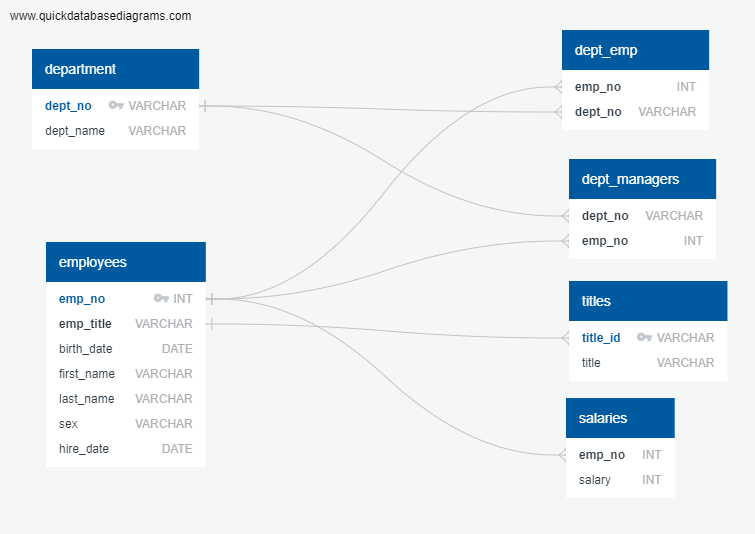 www.quickdatabasediagrams.com
department
dept_no VARCHAR
dept_name VARCHAR
employees
emp_no INT
emp_title VARCHAR
birth_date DATE
first_name VARCHAR
last_name VARCHAR
sex VARCHAR
hire_date DATE
dept_emp
emp_no INT
dept_no VARCHAR
dept_managers
dept_no VARCHAR
emp_no INT
titles
title_id VARCHAR
title VARCHAR
salaries
emp_no INT
salary INT